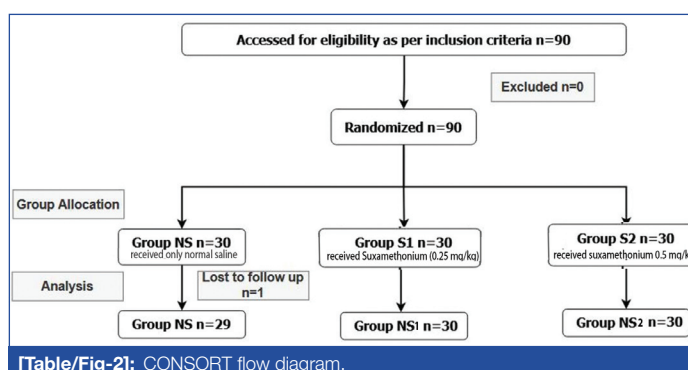 Accessed for eligibility as per inclusion criteria n=90
Excluded n=0
Randomized n=90
Group Allocation
Group NS n=30
received only normal saline
Group S1 n=30
received Suxamethonium (0.25 mg/kg)
Group S2 n=30
received suxamethonium 0.5 mg/k
Analysis
Lost to follow up
n=1
Group NS n=29
Group NS1 n=30
Group NS2 n=30
[Table/Fig-2]: CONSORT flow diagram.